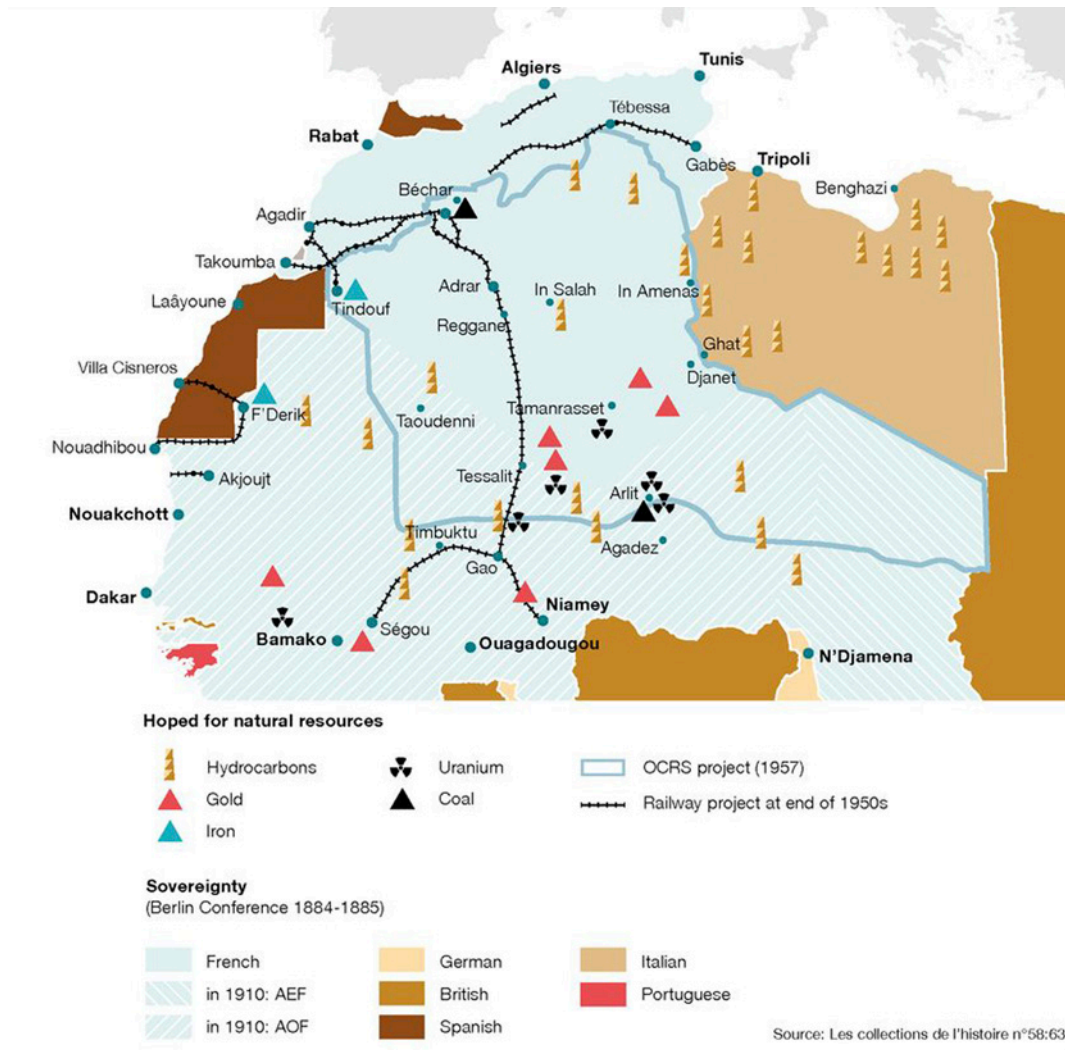 Algiers
Tunis
Tébessa
Rabat
Gabès
Tripoli
Béchar
Benghazi
Agadir
Takoumba
Adrar
In Salah
In Amenas
Tindouf
Laâyoune
Reggane
Ghat
Villa Cisneros
Djanet
F'Derik
Taoudenni
Tamanrasset
Nouadhibou
Akjoujt
Tessalit
Arlit
Nouakchott
Timbuktu
Agadez
Gao
Dakar
Niamey
Ségou
Bamako
Ouagadougou
N'Djamena
Hoped for natural resources
Hydrocarbons
Uranium
OCRS project (1957)
Gold
Coal
Railway project at end of 1950s
Iron
Sovereignty
(Berlin Conference 1884-1885)
French
German
Italian
in 1910: AEF
British
Portuguese
in 1910: AOF
Spanish
Source: Les collections de l'histoire n°58:63